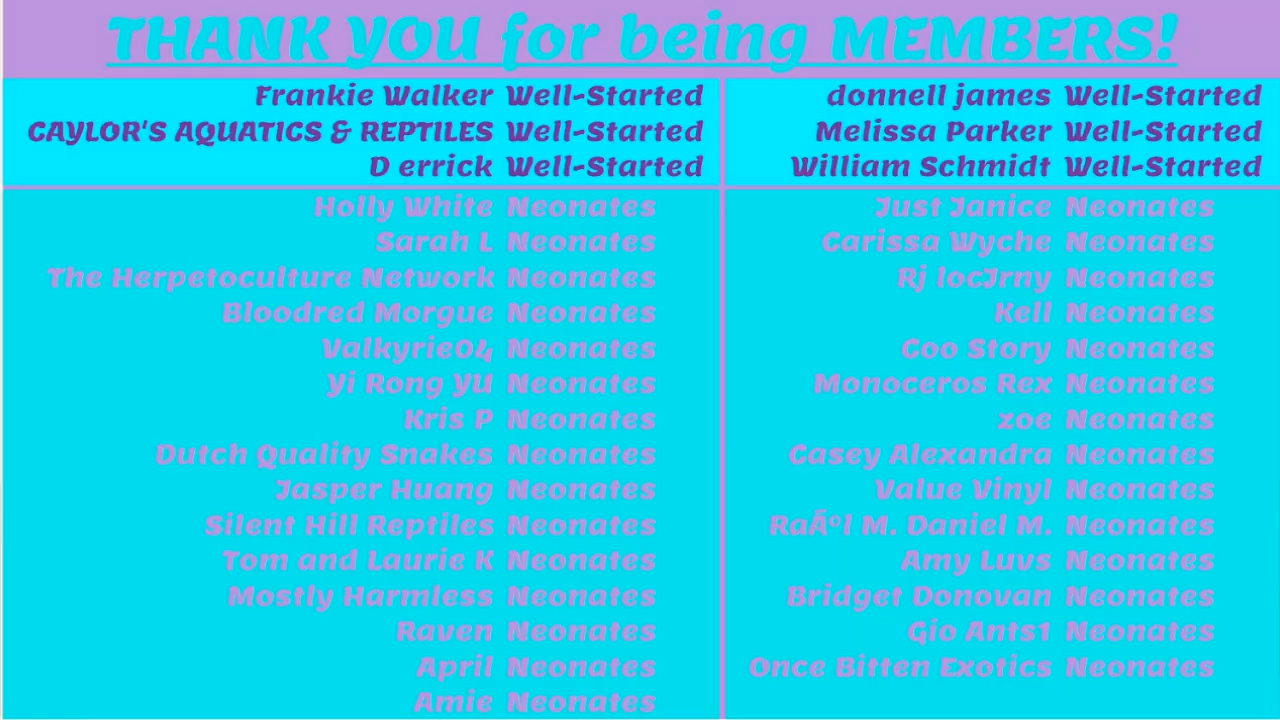 THANK YOU for being MEMBERS!
Frankie Walker Well-Started
CAYLOR'S AQUATICS & REPTILES Well-Started
D errick Well-Started
donnell james Well-Started
Melissa Parker Well-Started
William Schmidt Well-Started
Holly White Neonates
Sarah L Neonates
The Herpetoculture Network Neonates
Bloodred Morgue Neonates
Valkyrie04 Neonates
Yi Rong YU Neonates
Kris P Neonates
Dutch Quality Snakes Neonates
Jasper Huang Neonates
Silent Hill Reptiles Neonates
Tom and Laurie K Neonates
Mostly Harmless Neonates
Raven Neonates
April Neonates
Amie Neonates
Just Janice Neonates
Carissa Wyche Neonates
Rj locJrny Neonates
Kell Neonates
Coo Story Neonates
Monoceros Rex Neonates
zoe Neonates
Casey Alexandra Neonates
Value Vinyl Neonates
RaÃºl M. Daniel M. Neonates
Amy Luvs Neonates
Bridget Donovan Neonates
Gio Ants1 Neonates
Once Bitten Exotics Neonates